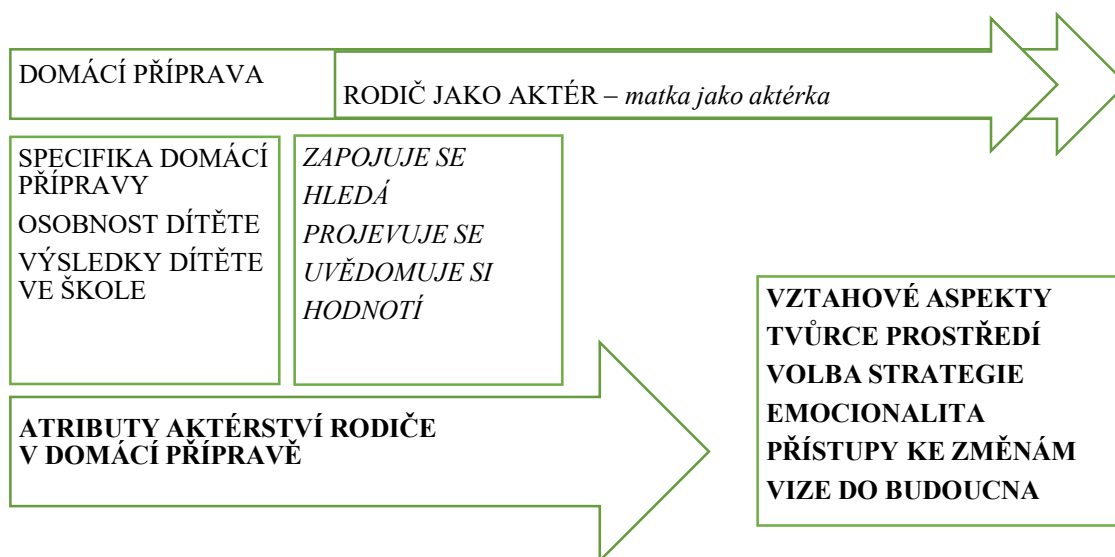 DOMÁCÍ PŘÍPRAVA
RODIČ JAKO AKTÉR – matka jako aktérka
SPECIFIKA DOMÁCÍ
PŘÍPRAVY
OSOBNOST DÍTĚTE
VÝSLEDKY DÍTĚTE
VE ŠKOLE
ZAPOJUJE SE
HLEDÁ
PROJEVUJE SE
UVĚDOMUJE SI
HODNOTÍ
ATRIBUTY AKTÉRSTVÍ RODIČE
V DOMÁCÍ PŘÍPRAVĚ
VZTAHOVÉ ASPEKTY
TVŮRCE PROSTŘEDÍ
VOLBA STRATEGIE
EMOCIONALITA
PŘÍSTUPY KE ZMĚNÁM
VIZE DO BUDOUCNA